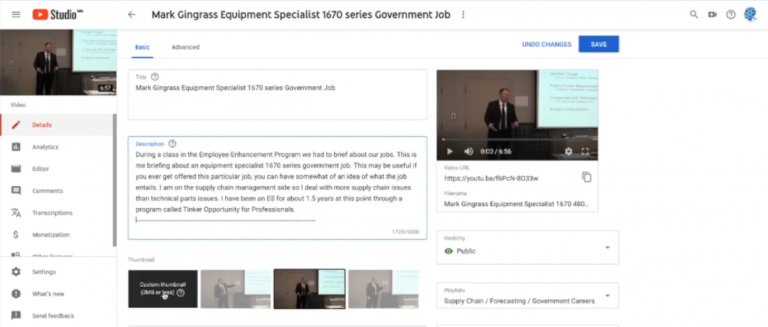 Studio
Mark Gingrass Equipment Specialist 1670 series Government Job
Basic
Advanced
UNDO CHANGES
SAVE
6:57
Video
Details
Analytics
Editor
Comments
Transcriptions
Monetization
Settings
What's new
Send feedback
Title
Mark Gingrass Equipment Specialist 1670 series Government Job
Description
During a class in the Employee Enhancement Program we had to brief about our jobs. This is
me briefing about an equipment specialist 1670 series government job. This may be useful if
you ever get offered this particular job, you can have somewhat of an idea of what the job
entails. I am on the supply chain management side so I deal with more supply chain issues
than technical parts issues. I have been an ES for about 1.5 years at this point through a
program called Tinker Opportunity for Professionals.
1729/5000
Thumbnail
Custom thumbnail
(2MB or less)
0:00 / 6:56
Video URL
https://youtu.be/f6PcN-8O33w
Filename
Mark Gingrass Equipment Specialist 1670 480...
Visibility
Public
Playlists
Supply Chain / Forecasting / Government Careers